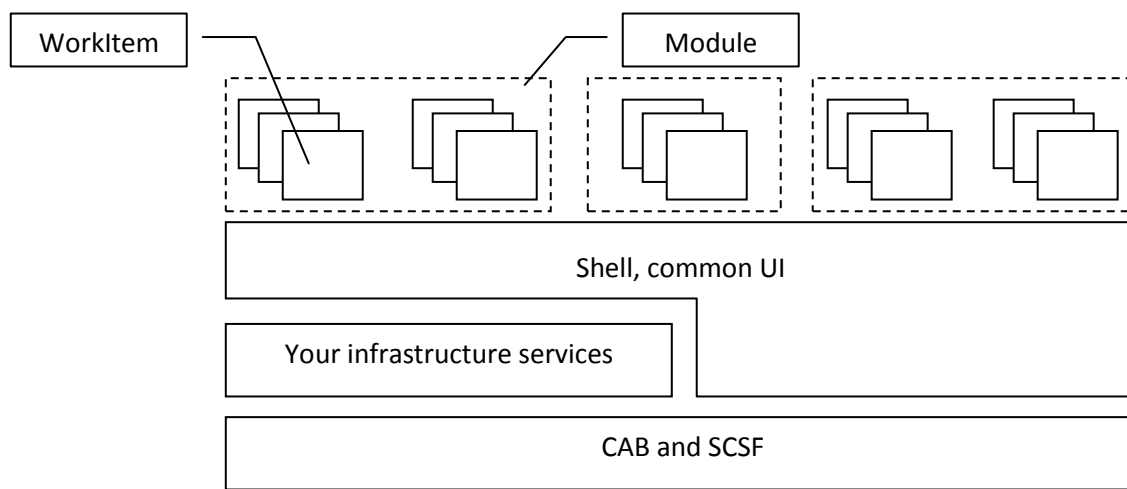 WorkItem
Module
Shell, common UI
Your infrastructure services
CAB and SCSF